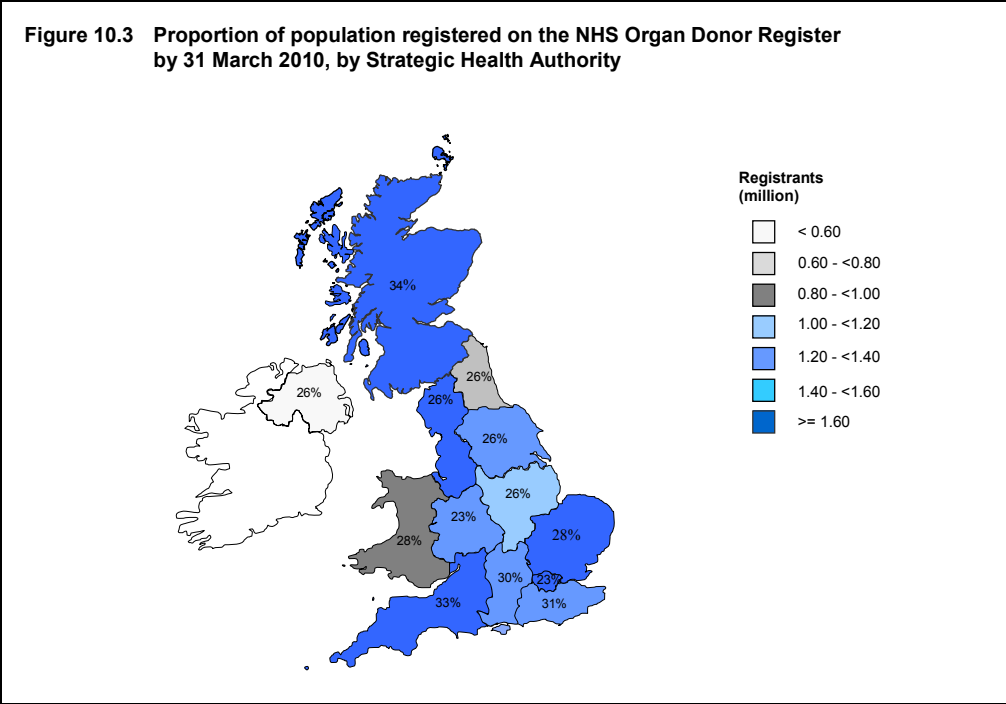 Figure 10.3 Proportion of population registered on the NHS Organ Donor Register
by 31 March 2010, by Strategic Health Authority
Registrants
(million)
< 0.60
0.60 - <0.80
0.80 - <1.00
1.00 - <1.20
1.20 - <1.40
1.40 - <1.60
>= 1.60
34%
26%
26%
26%
26%
26%
23%
28%
28%
30%
23%
33%
31%